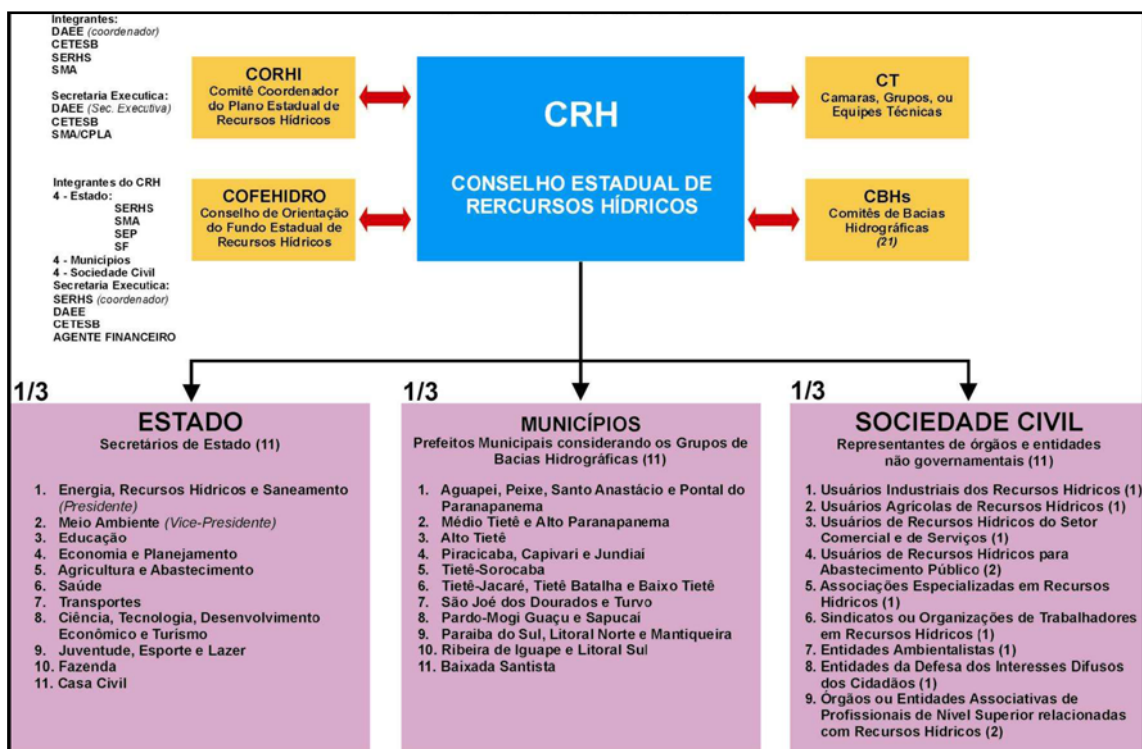 Integrantes:
DAEE (coordenador)
CETESB
SERHS
SMA
Secretaria Executica:
DAEE (Sec. Executiva)
CETESB
SMA/CPLA
CORHI
Comitê Coordenador
do Plano Estadual de
Recursos Hídricos
CRH
CONSELHO ESTADUAL DE
RERCURSOS HÍDRICOS
CT
Camaras, Grupos, ou
Equipes Técnicas
Integrantes do CRH
4 - Estado:
SERHS
SMA
SEP
SF
4 - Municípios
4 - Sociedade Civil
Secretaria Executica:
SERHS (coordenador)
DAEE
CETESB
AGENTE FINANCEIRO
COFEHIDRO
Conselho de Orientação
do Fundo Estadual de
Recursos Hídricos
CBHs
Comitês de Bacias
Hidrográficas
(21)
1/3
ESTADO
Secretários de Estado (11)
1. Energia, Recursos Hídricos e Saneamento
(Presidente)
2. Meio Ambiente (Vice-Presidente)
3. Educação
4. Economia e Planejamento
5. Agricultura e Abastecimento
6. Saúde
7. Transportes
8. Ciência, Tecnologia, Desenvolvimento
Econômico e Turismo
9. Juventude, Esporte e Lazer
10. Fazenda
11. Casa Civil
1/3
MUNICÍPIOS
Prefeitos Municipais considerando os Grupos de
Bacias Hidrográficas (11)
1. Aguapei, Peixe, Santo Anastácio e Pontal do
Paranapanema
2. Médio Tietê e Alto Paranapanema
3. Alto Tietê
4. Piracicaba, Capivari e Jundiaí
5. Tietê-Sorocaba
6. Tietê-Jacaré, Tietê Batalha e Baixo Tietê
7. São Joé dos Dourados e Turvo
8. Pardo-Mogi Guaçu e Sapucaí
9. Paraiba do Sul, Litoral Norte e Mantiqueira
10. Ribeira de Iguape e Litoral Sul
11. Baixada Santista
1/3
SOCIEDADE CIVIL
Representantes de órgãos e entidades
não governamentais (11)
1. Usuários Industriais dos Recursos Hídricos (1)
2. Usuários Agrícolas de Recursos Hídricos (1)
3. Usuários de Recursos Hídricos do Setor
Comercial e de Serviços (1)
4. Usuários de Recursos Hídricos para
Abastecimento Público (2)
5. Associações Especializadas em Recursos
Hídricos (1)
6. Sindicatos ou Organizações de Trabalhadores
em Recursos Hídricos (1)
7. Entidades Ambientalistas (1)
8. Entidades da Defesa dos Interesses Difusos
dos Cidadãos (1)
9. Órgãos ou Entidades Associativas de
Profissionais de Nível Superior relacionadas
com Recursos Hídricos (2)